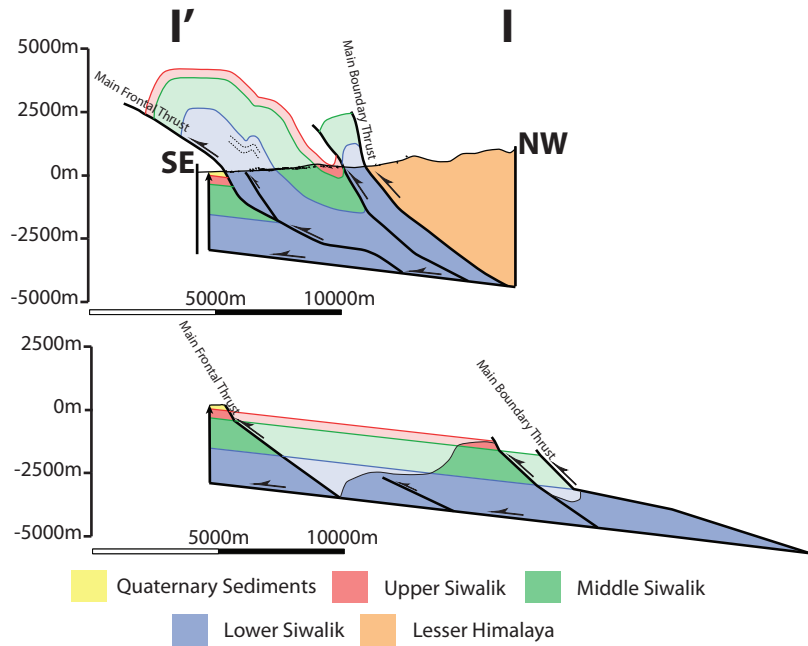 I’ I
5000m
2500m
0m
-2500m
-5000m
Main Frontal Thrust
Main Boundary Thrust
SE
NW
5000m 10000m
2500m
0m
-2500m
-5000m
Main Frontal Thrust
Main Boundary Thrust
5000m 10000m
Quaternary Sediments Upper Siwalik Middle Siwalik
Lower Siwalik Lesser Himalaya